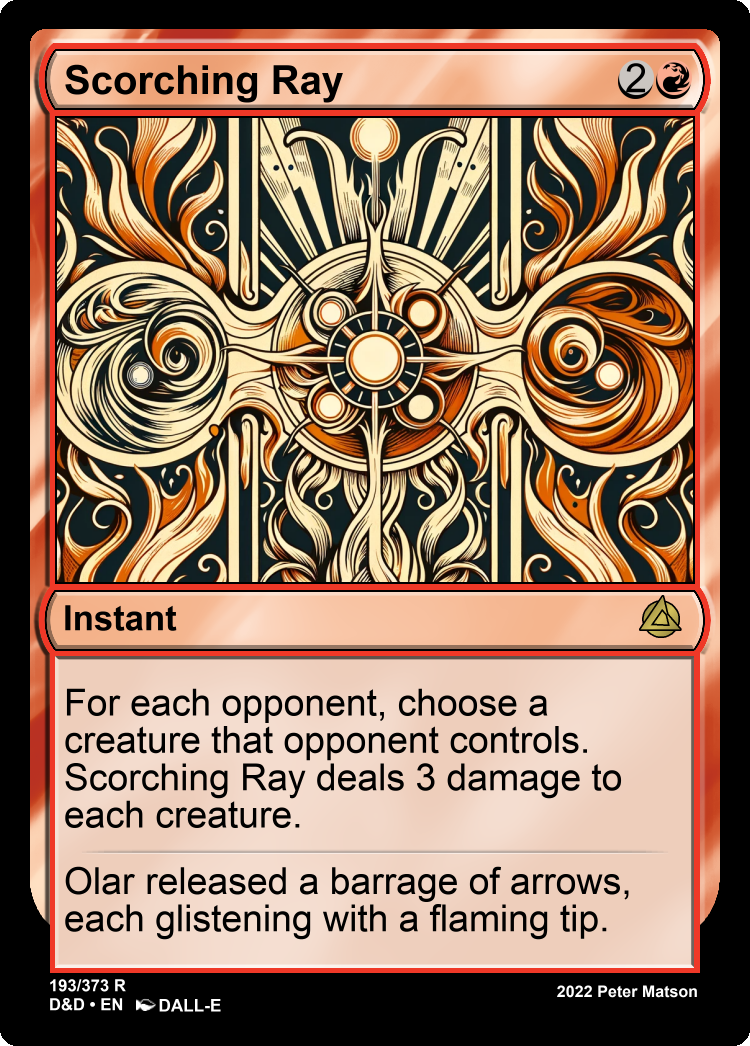 Scorching Ray 2
Instant
For each opponent, choose a
creature that opponent controls.
Scorching Ray deals 3 damage to
each creature.
Olar released a barrage of arrows,
each glistening with a flaming tip.
193/373 R
D&D • EN DALL-E
2022 Peter Matson